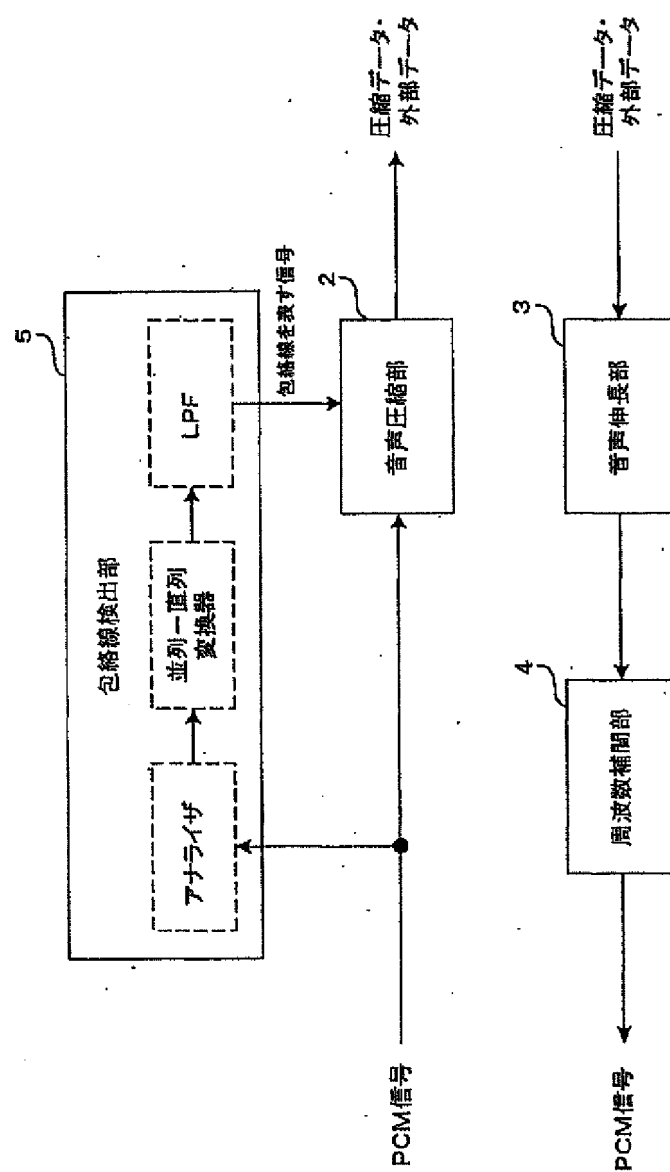 5
包絡線検出部
アナライザ
並列ー直列
変換器
LPF
包絡線を表す信号
PCM信号
2
音声圧縮部
圧縮データ・
外部データ
PCM信号
4
周波数補間部
3
音声伸長部
圧縮データ・
外部データ